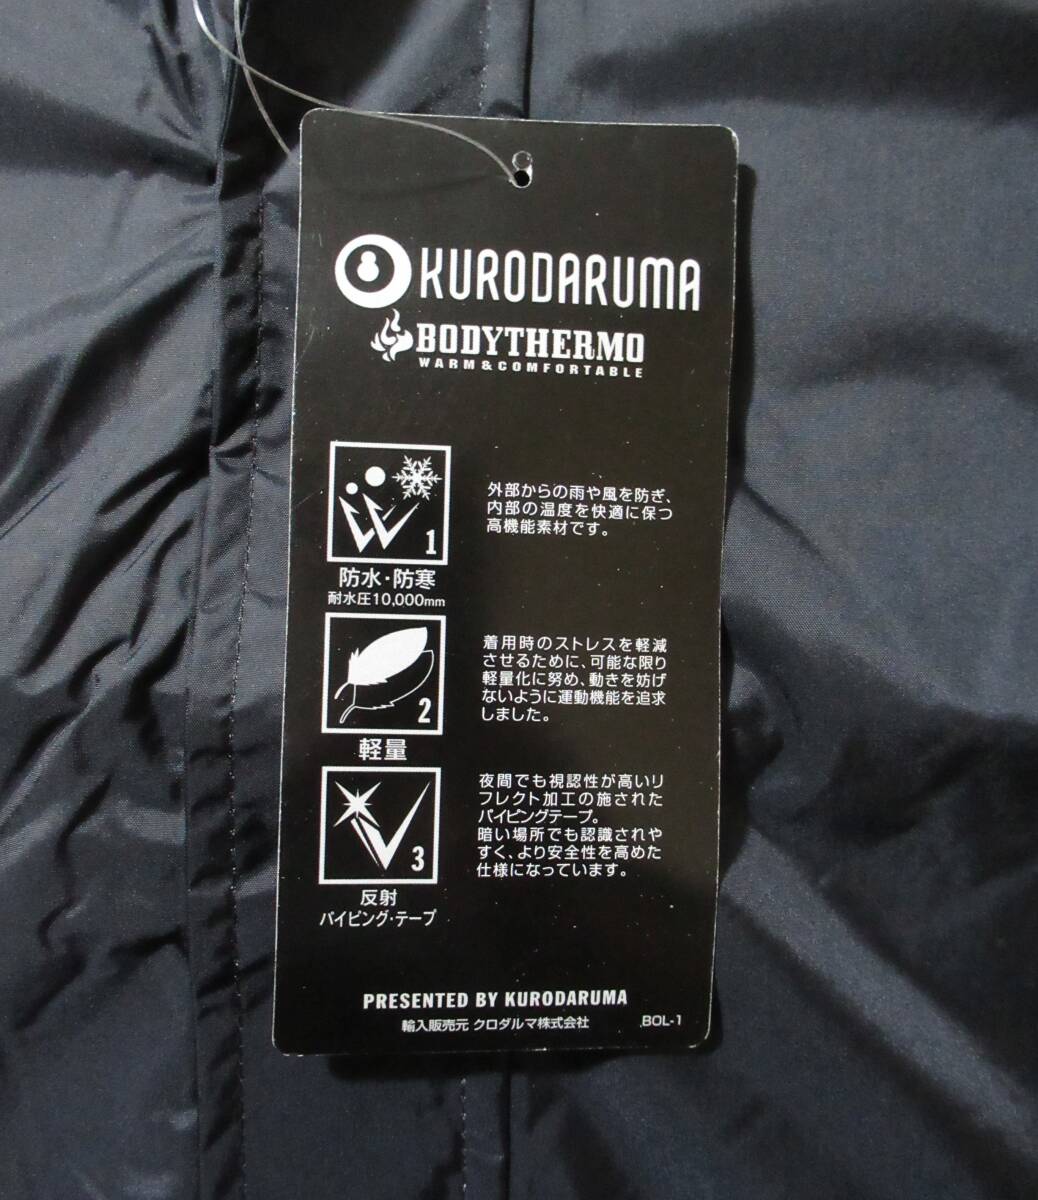 KURODARUMA
BODYTHERMO
WARM & COMFORTABLE
1
防水・防寒
耐水圧10,000mm
外部からの雨や風を防ぎ、
内部の温度を快適に保つ
高機能素材です。
2
軽量
着用時のストレスを軽減
させるために、可能な限り
軽量化に努め、動きを妨げ
ないように運動機能を追求
しました。
3
反射
パイピング・テープ
夜間でも視認性が高いリ
フレクト加工の施された
パイピングテープ。
暗い場所でも認識されや
すく、より安全性を高めた
仕様になっています。
PRESENTED BY KURODARUMA
輸入販売元 クロダルマ株式会社
BOL-1